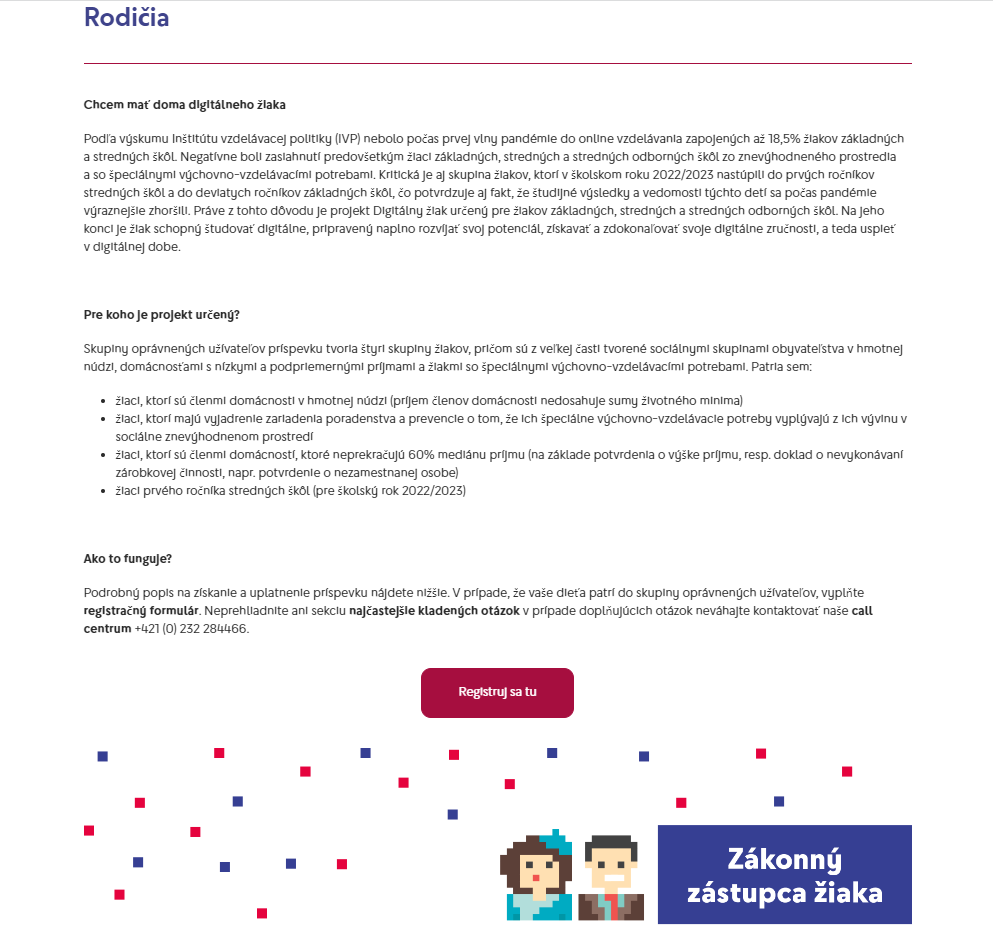 Rodičia
Chcem mať doma digitálneho žiaka
Podľa výskumu Inštitútu vzdelávacej politiky (IVP) nebolo počas prvej vlny pandémie do online vzdelávania zapojených až 18,5% žiakov základných
a stredných škôl. Negatívne boli zasiahnutí predovšetkým žiaci základných, stredných a stredných odborných škôl zo znevýhodneného prostredia
a so špeciálnymi výchovno-vzdelávacími potrebami. Kritická je aj skupina žiakov, ktorí v školskom roku 2022/2023 nastúpili do prvých ročníkov
stredných škôl a do deviatych ročníkov základných škôl, čo potvrdzuje aj fakt, že študijné výsledky a vedomosti týchto detí sa počas pandémie
výraznejšie zhoršili. Práve z tohto dôvodu je projekt Digitálny žiak určený pre žiakov základných, stredných a stredných odborných škôl. Na jeho
konci je žiak schopný študovať digitálne, pripravený naplno rozvíjať svoj potenciál, získavať a zdokonaľovať svoje digitálne zručnosti, a teda uspieť
v digitálnej dobe.
Pre koho je projekt určený?
Skupiny oprávnených užívateľov príspevku tvoria štyri skupiny žiakov, pričom sú z veľkej časti tvorené sociálnymi skupinami obyvateľstva v hmotnej
núdzi, domácnosťami s nízkymi a podpriemernými príjmami a žiakmi so špeciálnymi výchovno-vzdelávacími potrebami. Patria sem:
• žiaci, ktorí sú členmi domácnosti v hmotnej núdzi (príjem členov domácnosti nedosahuje sumy životného minima)
• žiaci, ktorí majú vyjadrenie zariadenia poradenstva a prevencie o tom, že ich špeciálne výchovno-vzdelávacie potreby vyplývajú z ich vývinu v
sociálne znevýhodnenom prostredí
• žiaci, ktorí sú členmi domácností, ktoré neprekračujú 60% mediánu príjmu (na základe potvrdenia o výške príjmu, resp. doklad o nevykonávaní
zárobkovej činnosti, napr. potvrdenie o nezamestnanej osobe)
• žiaci prvého ročníka stredných škôl (pre školský rok 2022/2023)
Ako to funguje?
Podrobný popis na získanie a uplatnenie príspevku nájdete nižšie. V prípade, že vaše dieťa patrí do skupiny oprávnených užívateľov, vyplňte
registračný formulár. Neprehliadnite ani sekciu najčastejšie kladených otázok v prípade doplňujúcich otázok neváhajte kontaktovať naše call
centrum +421 (0) 232 284466.
Registruj sa tu
Zákonný
zástupca žiaka